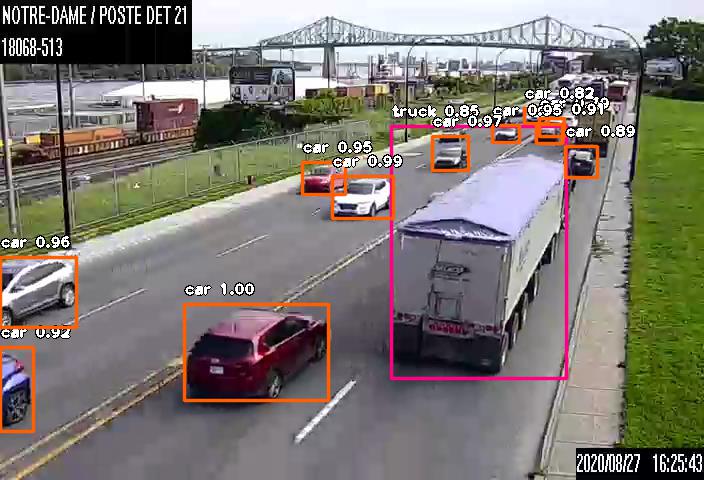 NOTRE-DAME / POSTE DET 21
18068-513
car 0.82
truck 0.85
car 0.95
0.91
car 0.97
car 0.89
car 0.95
car 0.99
car 0.96
car 1.00
car 0.92
2020/08/27 16:25:43